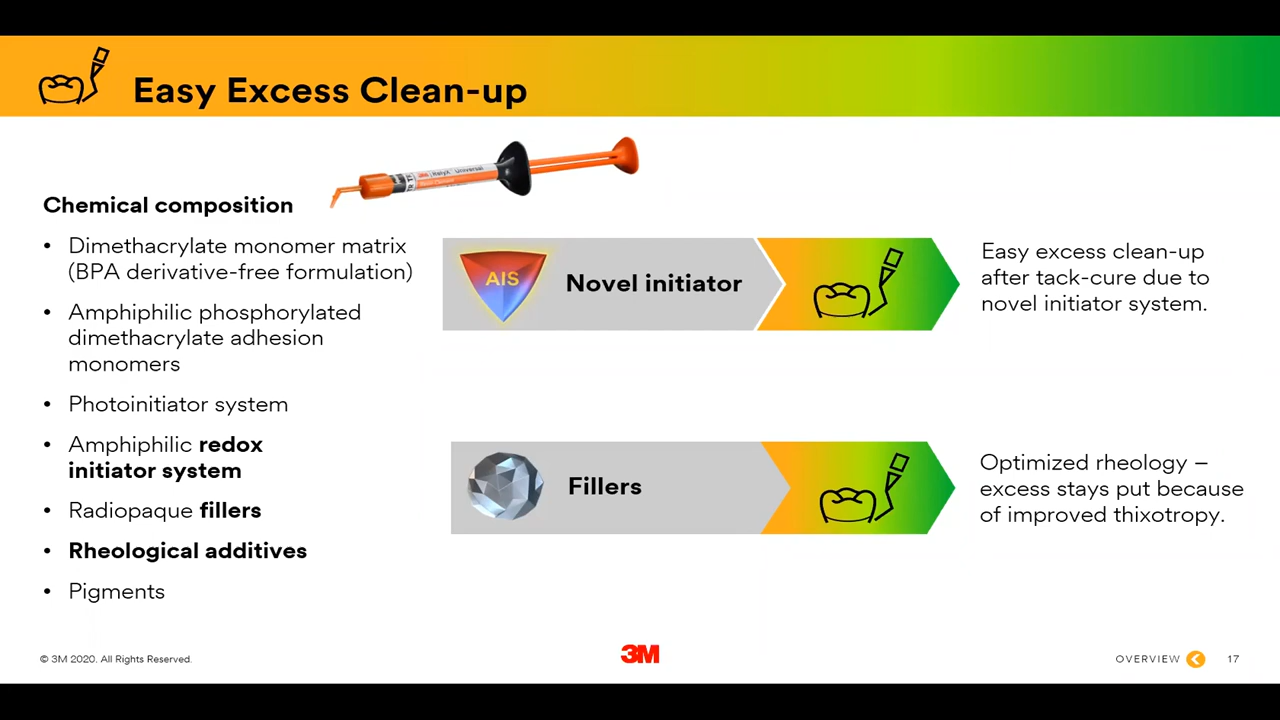 Easy Excess Clean-up
3M RelyX Universal
Chemical composition
• Dimethacrylate monomer matrix
(BPA derivative-free formulation)
• Amphiphilic phosphorylated
dimethacrylate adhesion
monomers
• Photoinitiator system
• Amphiphilic redox
initiator system
• Radiopaque fillers
• Rheological additives
• Pigments
AIS
Novel initiator
Easy excess clean-up
after tack-cure due to
novel initiator system.
Fillers
Optimized rheology –
excess stays put because
of improved thixotropy.
© 3M 2020. All Rights Reserved.
3M
OVERVIEW
17